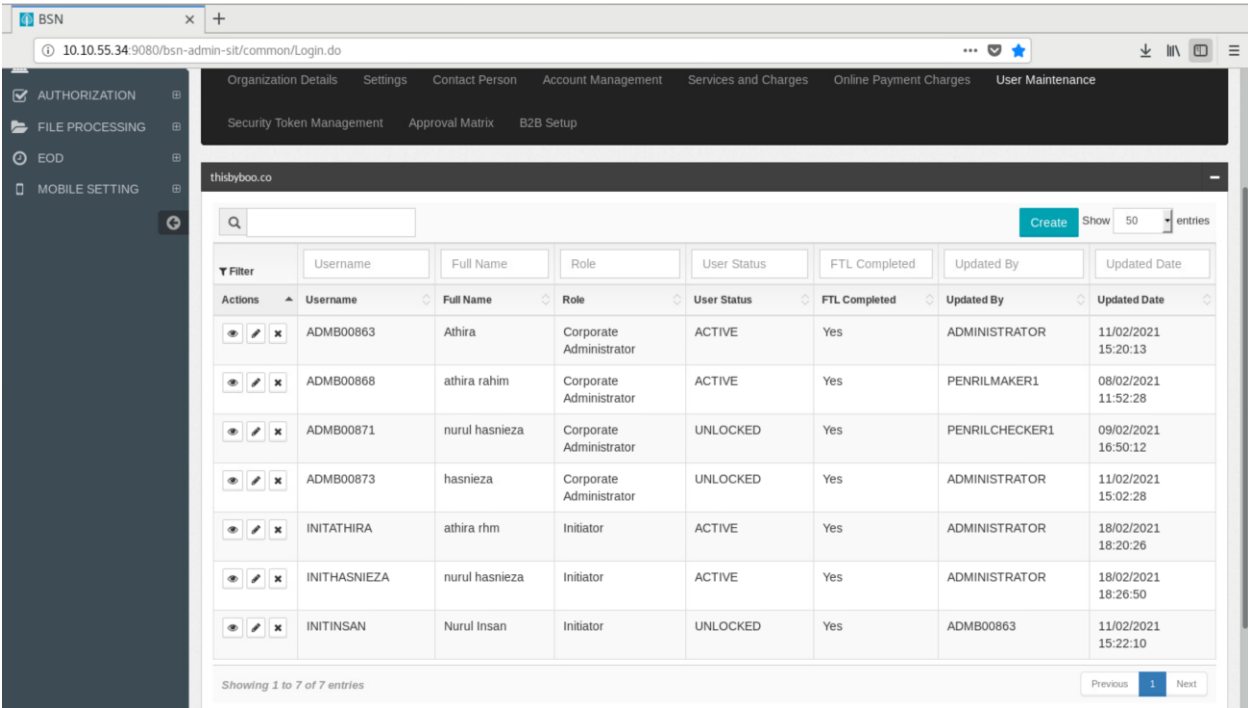 BSN
10.10.55.34:9080/bsn-admin-sit/common/Login.do
AUTHORIZATION
FILE PROCESSING
EOD
MOBILE SETTING
Organization Details Settings Contact Person Account Management Services and Charges Online Payment Charges User Maintenance
Security Token Management Approval Matrix B2B Setup
thisbyboo.co
Create Show 50 entries
Filter Username Full Name Role User Status FTL Completed Updated By Updated Date
Actions Username Full Name Role User Status FTL Completed Updated By Updated Date
ADMB00863 Athira Corporate Administrator ACTIVE Yes ADMINISTRATOR 11/02/2021 15:20:13
ADMB00868 athira rahim Corporate Administrator ACTIVE Yes PENRILMAKER1 08/02/2021 11:52:28
ADMB00871 nurul hasnieza Corporate Administrator UNLOCKED Yes PENRILCHECKER1 09/02/2021 16:50:12
ADMB00873 hasnieza Corporate Administrator UNLOCKED Yes ADMINISTRATOR 11/02/2021 15:02:28
INITATHIRA athira rhm Initiator ACTIVE Yes ADMINISTRATOR 18/02/2021 18:20:26
INITHASNIEZA nurul hasnieza Initiator ACTIVE Yes ADMINISTRATOR 18/02/2021 18:26:50
INITINSAN Nurul Insan Initiator UNLOCKED Yes ADMB00863 11/02/2021 15:22:10
Showing 1 to 7 of 7 entries
Previous 1 Next